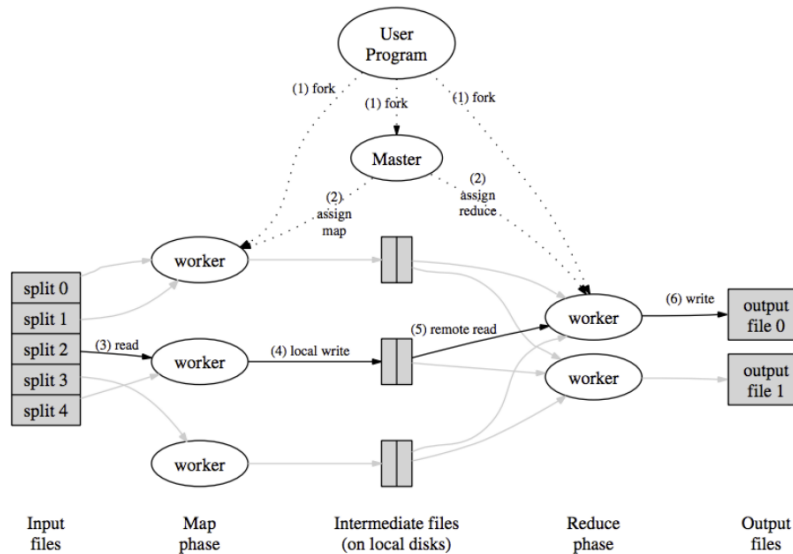 User
Program
(1) fork
(1) fork
(1) fork
Master
(2)
assign
map
(2)
assign
reduce
worker
split 0
split 1
split 2
split 3
split 4
(3) read
worker
(4) local write
(5) remote read
worker
(6) write
output
file 0
worker
output
file 1
worker
Input
files
Map
phase
Intermediate files
(on local disks)
Reduce
phase
Output
files